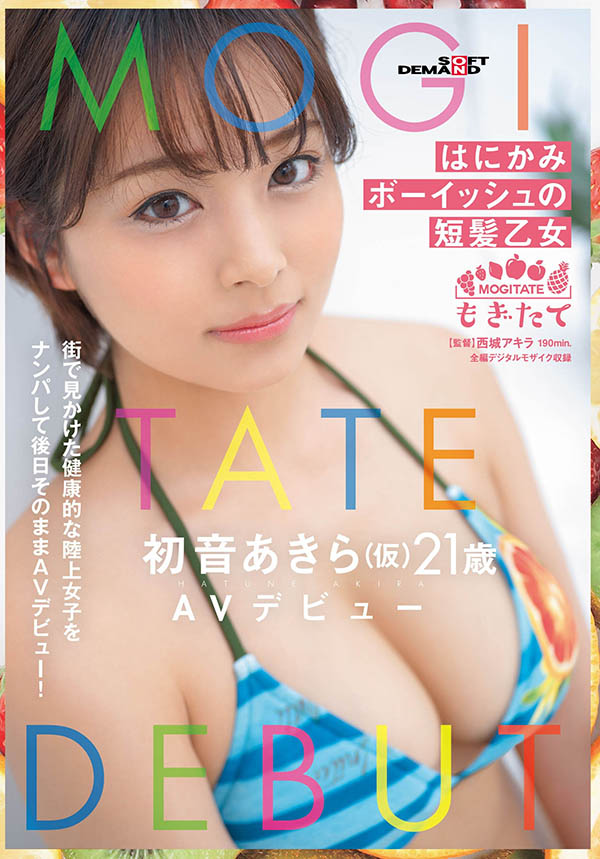 MOGI
SOFT
DEMAND
はにかみ
ボーイッシュの
短髪乙女
MOGITATE
もぎたて
【監督】西城アキラ 190min.
全編デジタルモザイク収録
街で見かけた健康的な陸上女子を
ナンパして後日そのままAVデビュー!
TATE
初音あきら(仮)21歳
HATUNE AKIRA
AVデビュー
DEBUT